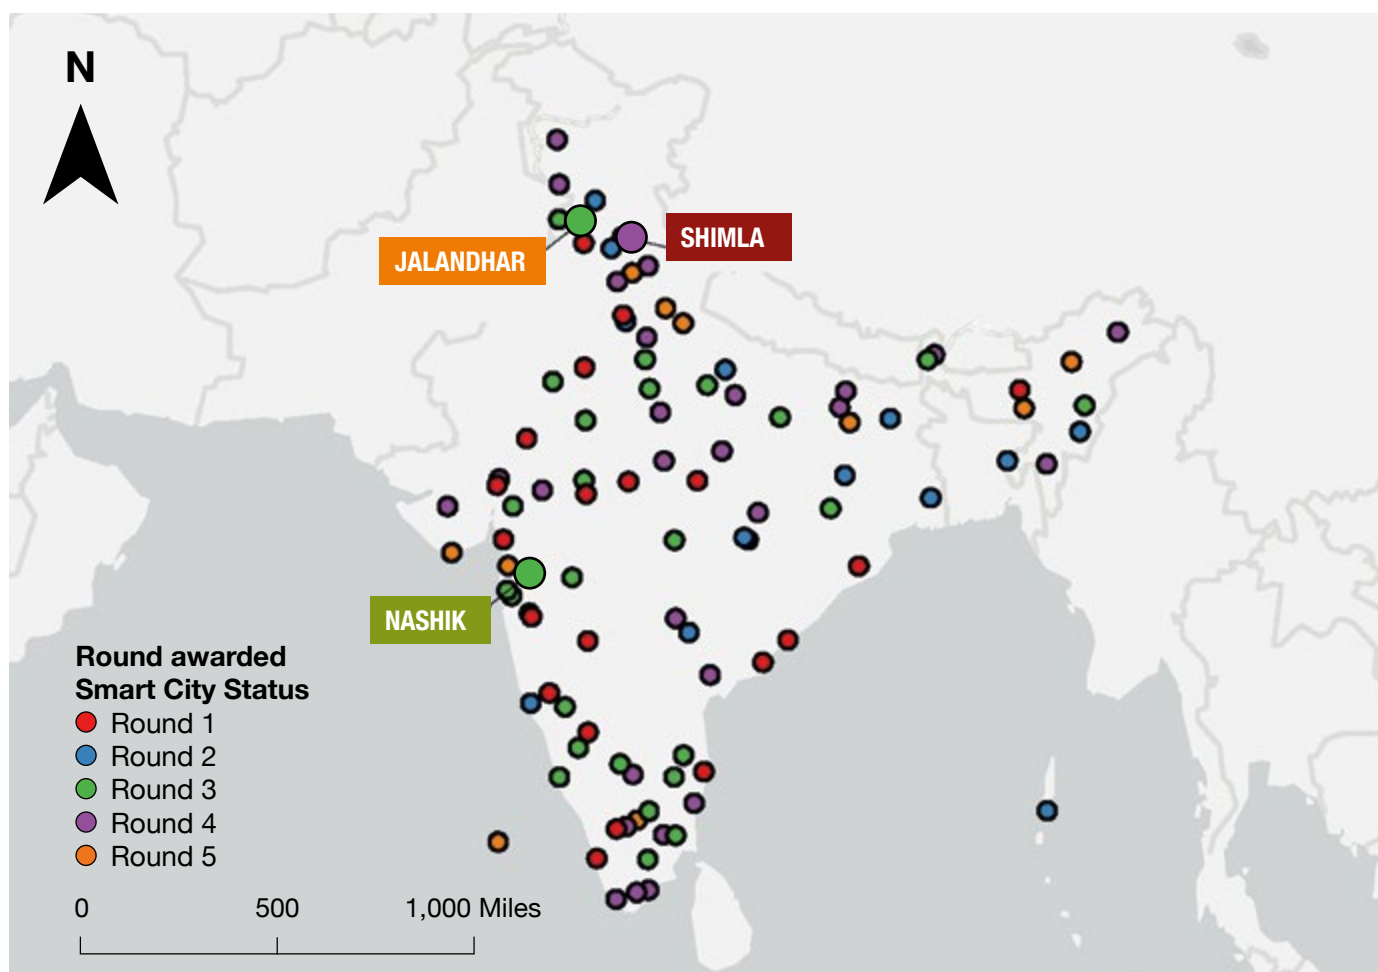 N
SHIMLA
JALANDHAR
NASHIK
Round awarded
Smart City Status
Round 1
Round 2
Round 3
Round 4
Round 5
0 500 1,000 Miles